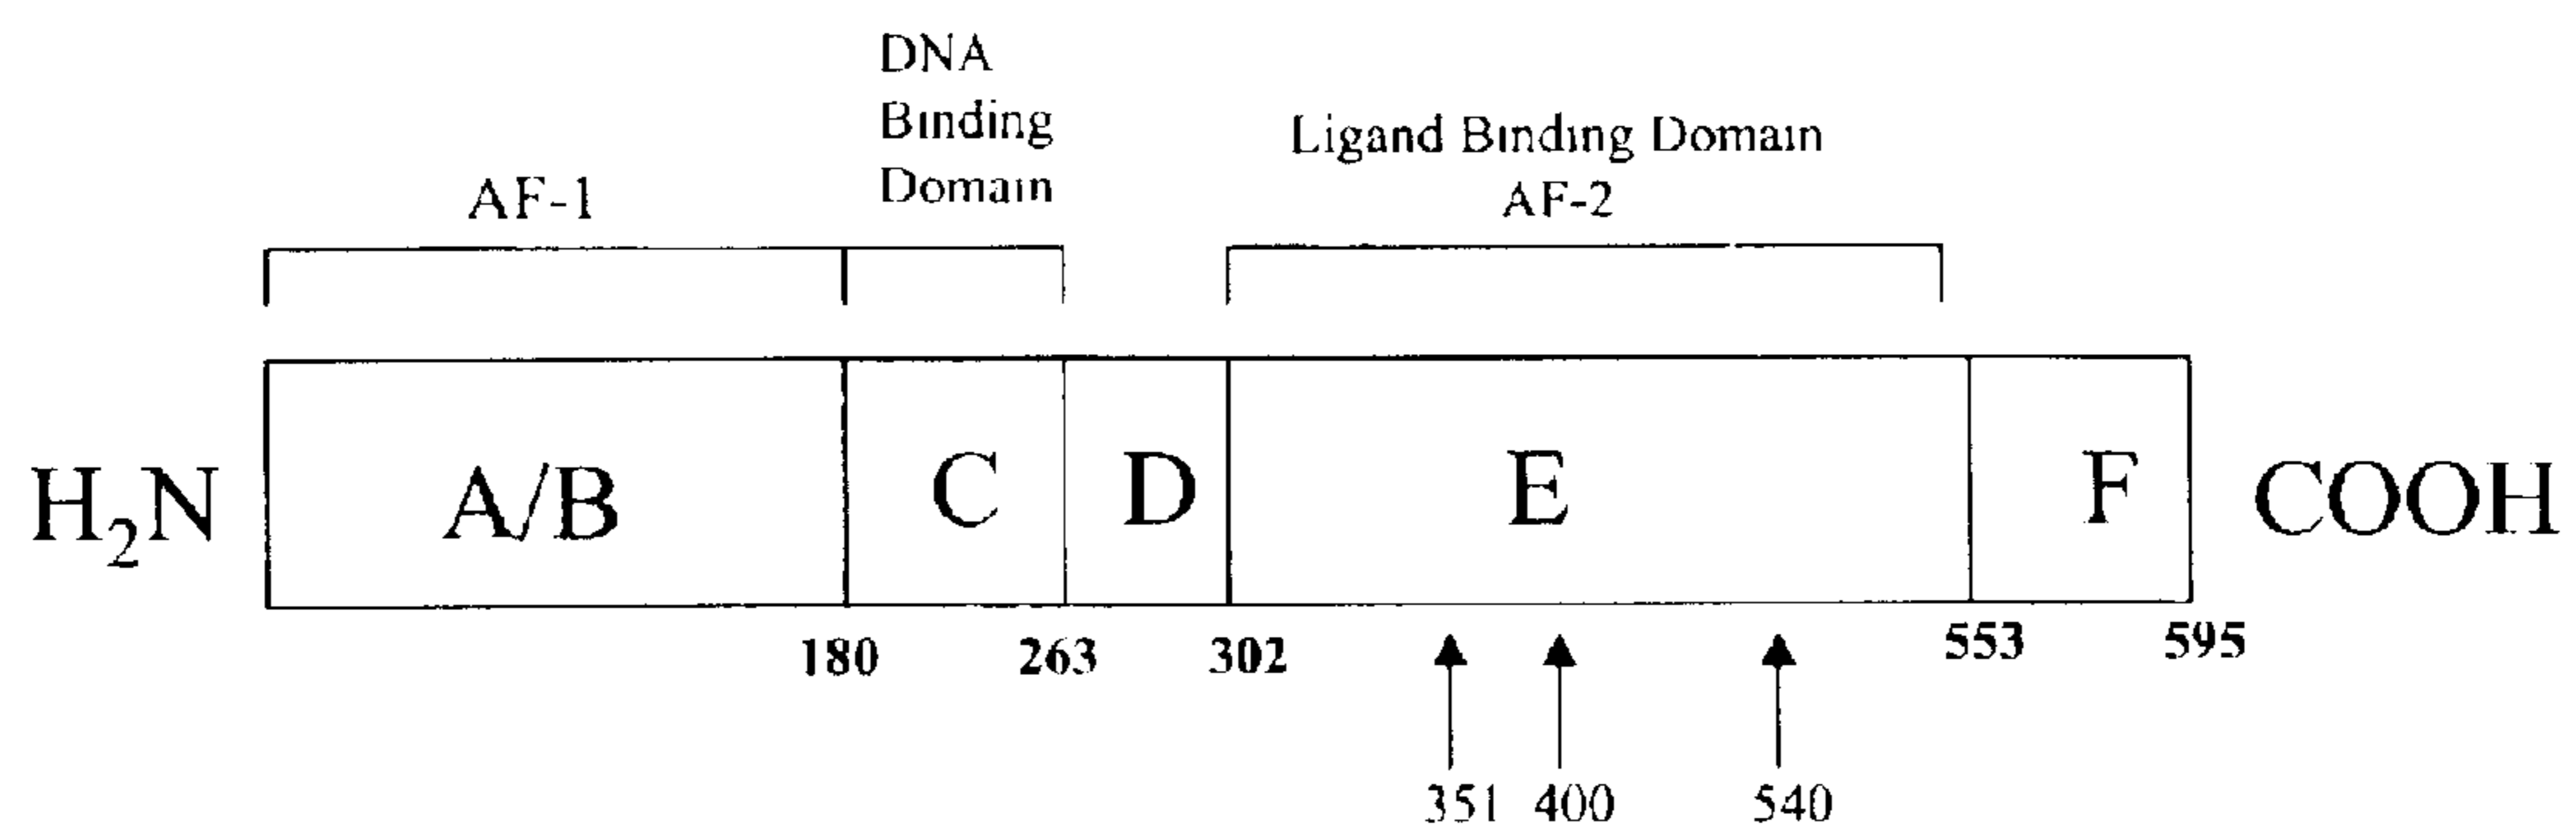 DNA
Binding
Domain
Ligand Binding Domain
AF-1
AF-2
H₂N
A/B
C
D
E
F
COOH
180
263
302
553
595
351
400
540